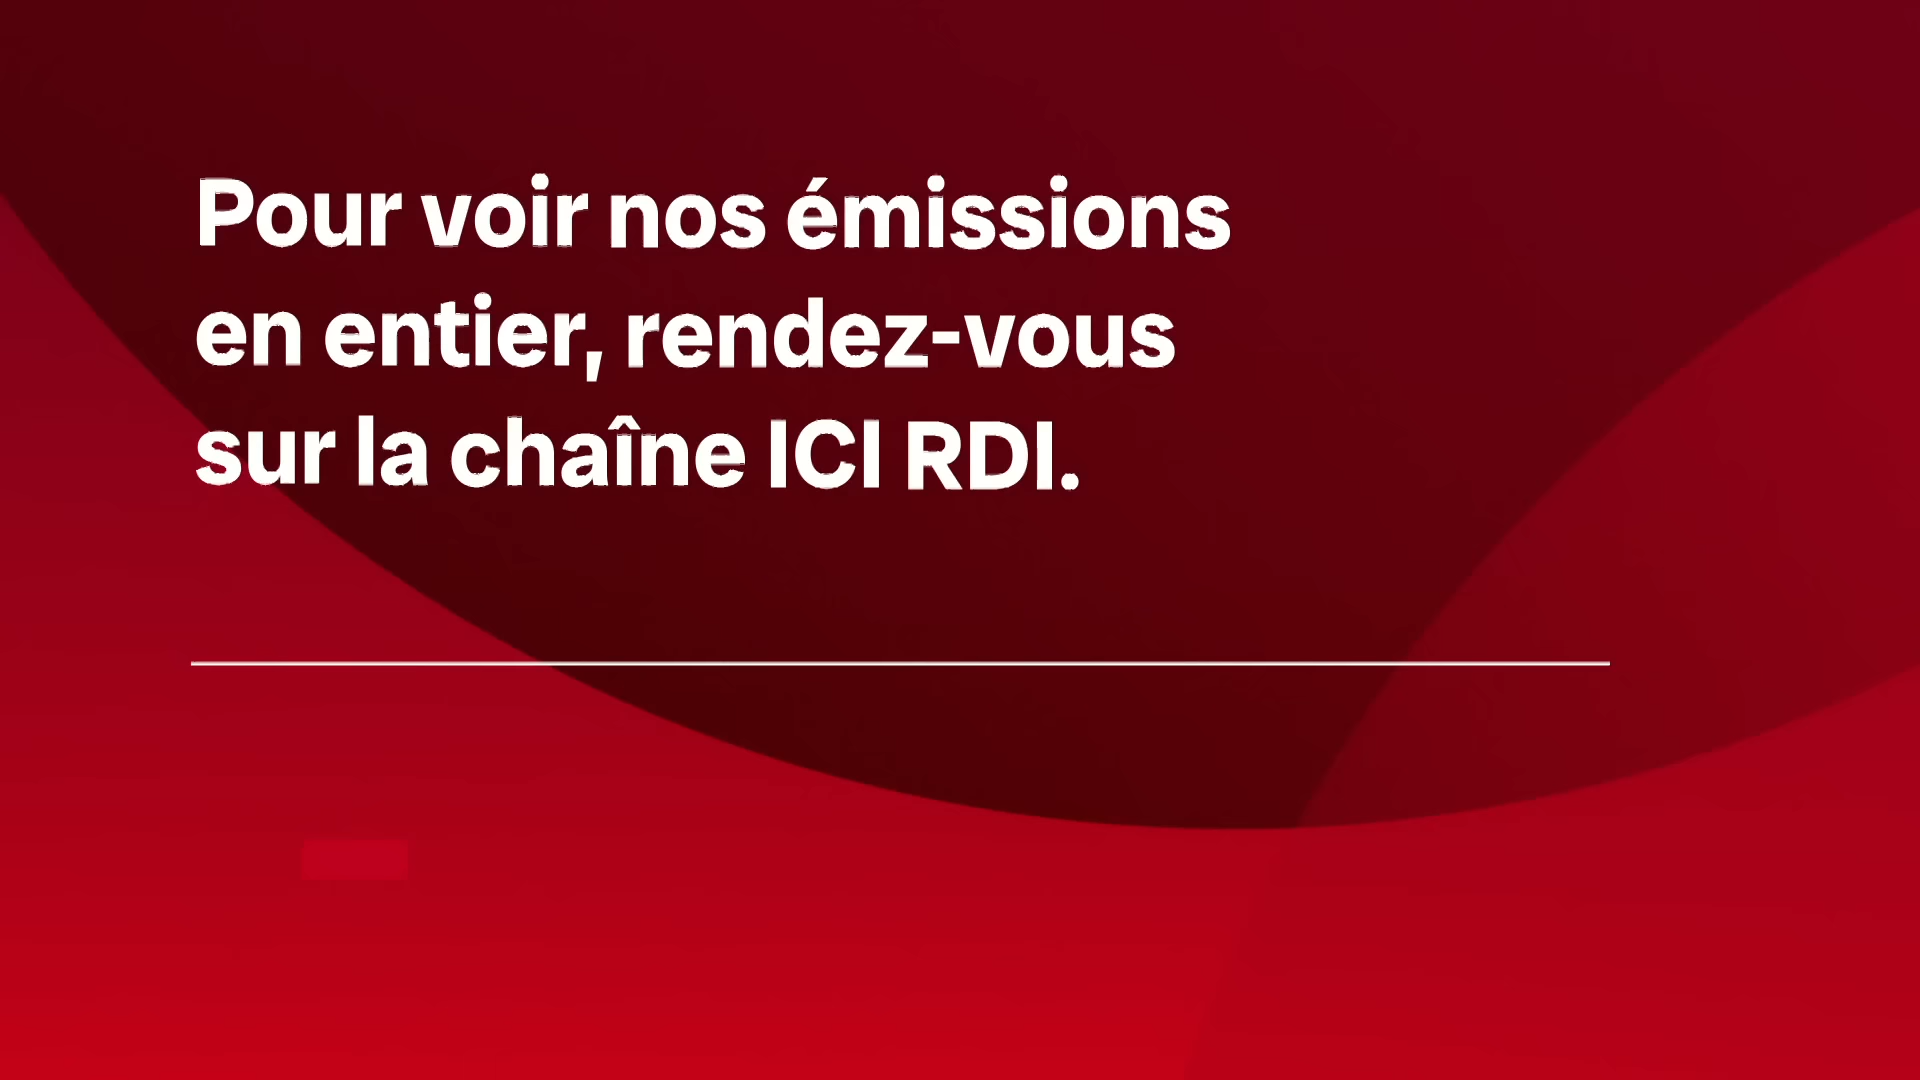 Pour voir nos émissions
en entier, rendez-vous
sur la chaîne ICI RDI.